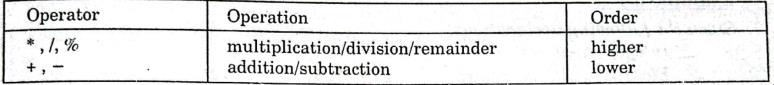 Operator Operation Order
*, /, % multiplication/division/remainder higher
+, − addition/subtraction lower